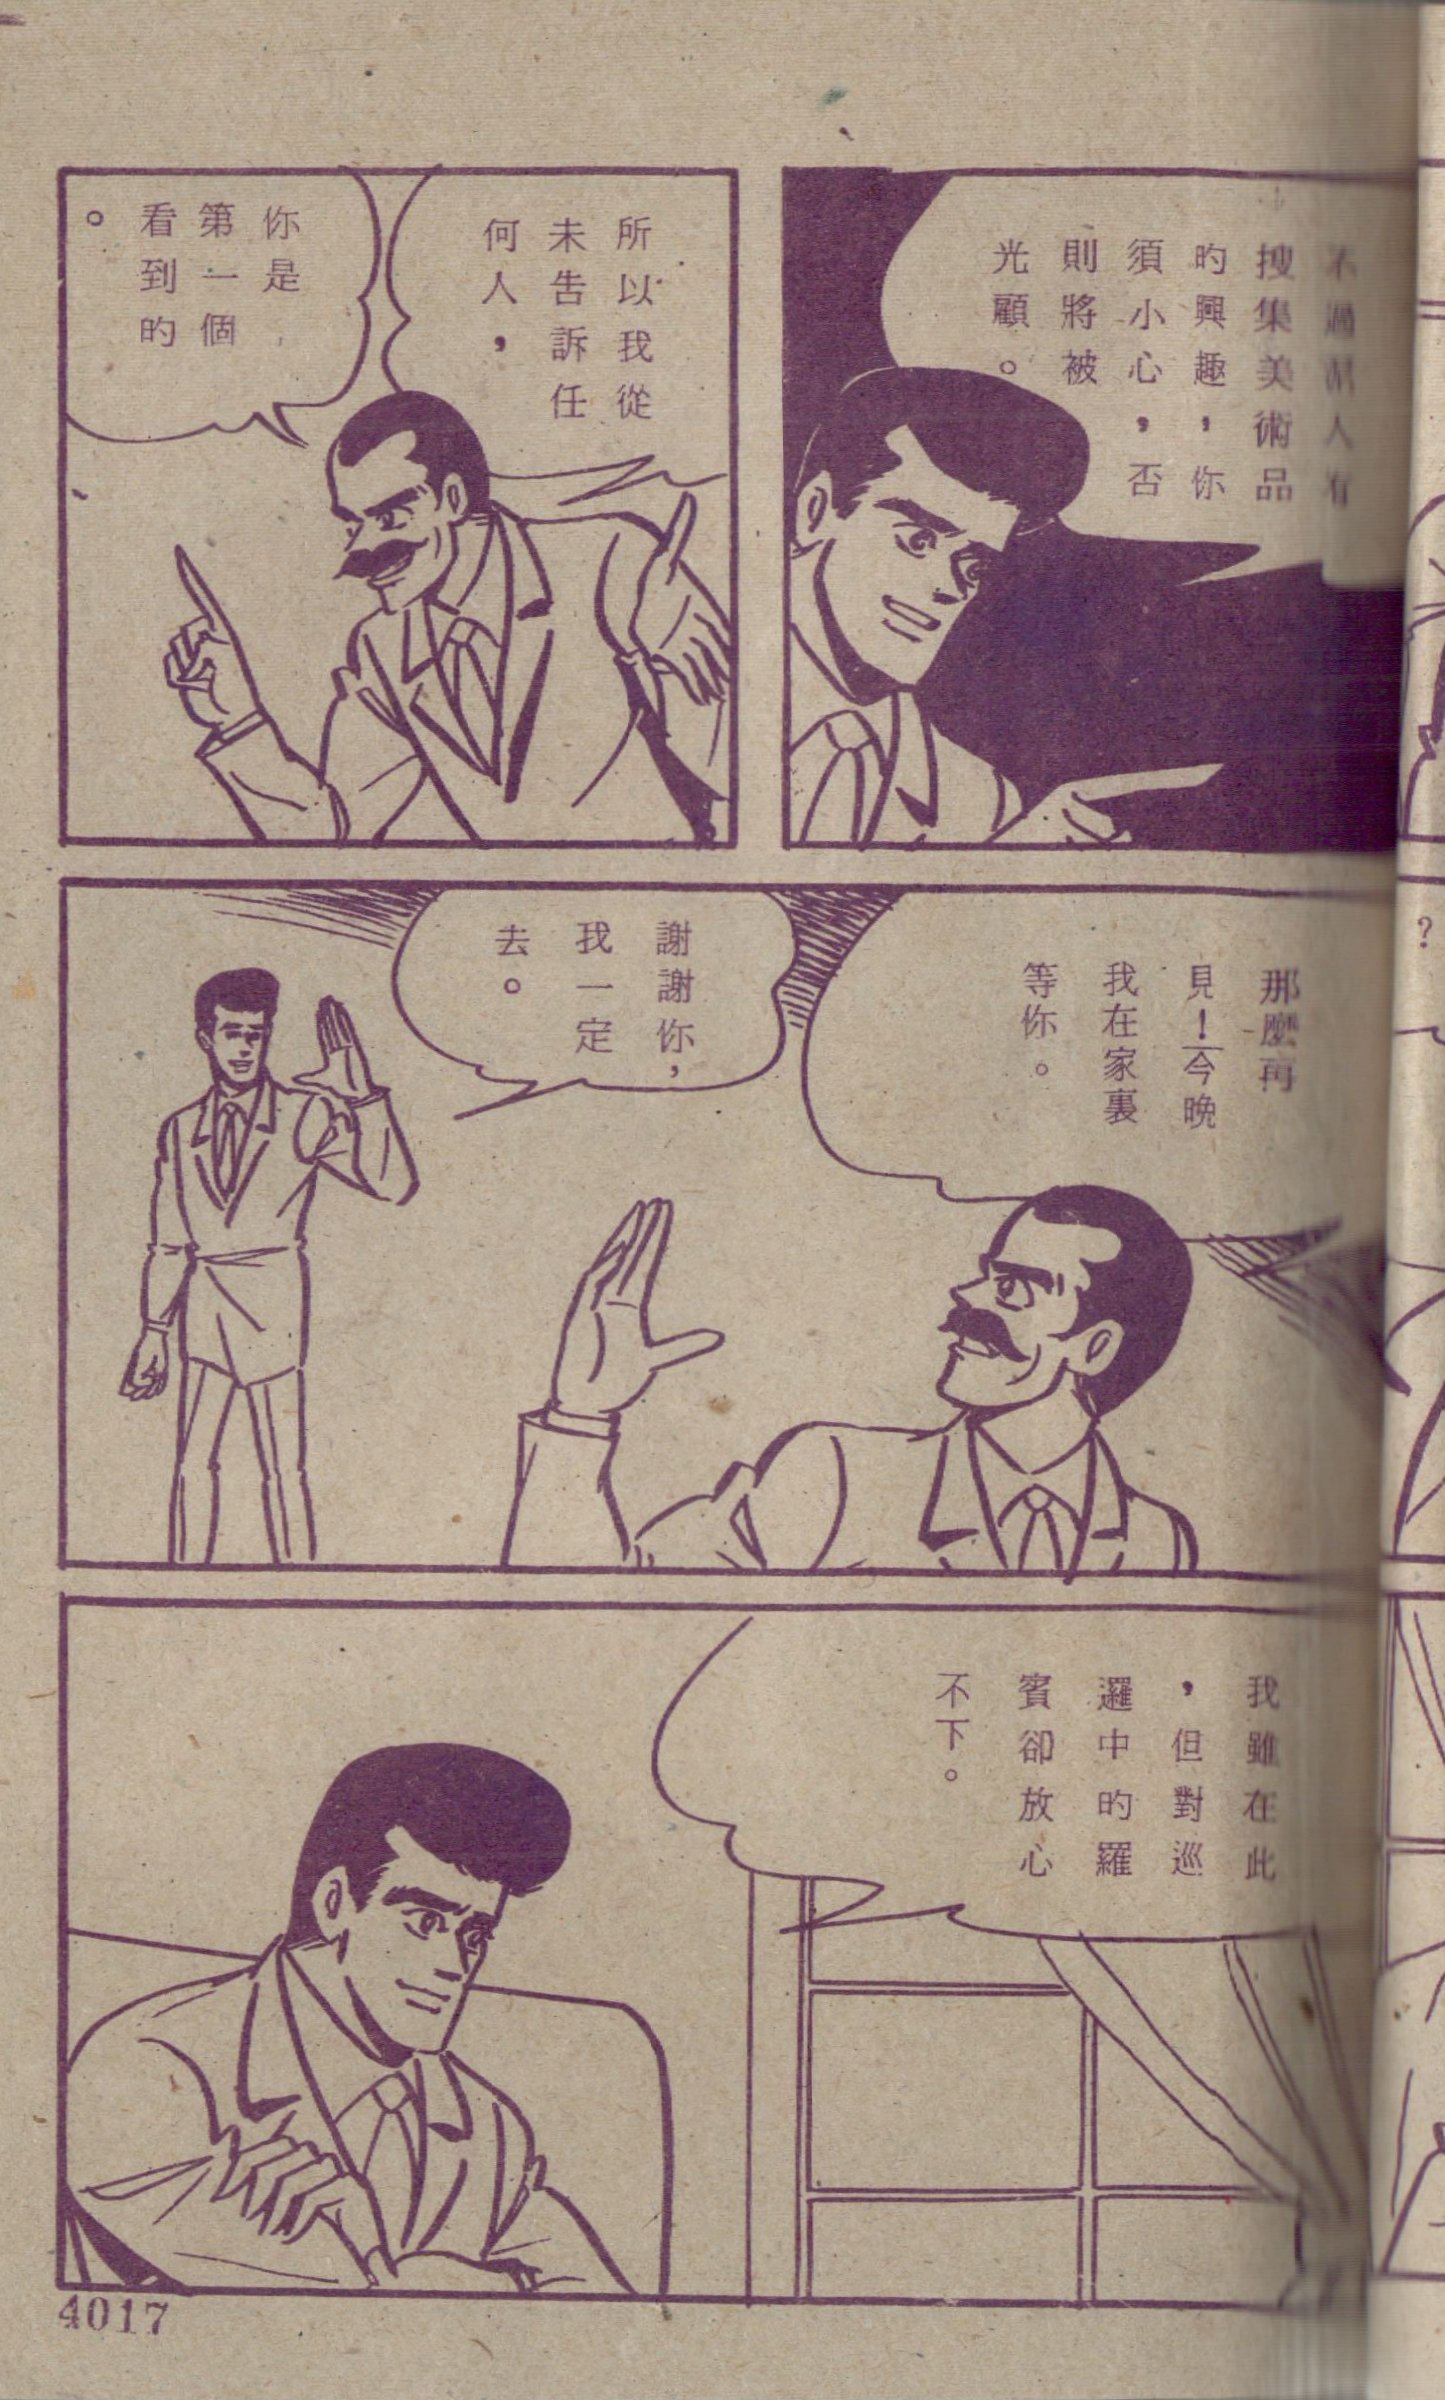 不過
人有
搜集美術品
的興趣，你
須小心，否
則將被
光顧。
所以我從
未告訴任
何人，
你是
第一個
看到的
。
那麼再
見！今晚
我在家裏
等你。
謝謝你，
我一定
去。
我雖在此
，但對巡
邏中的羅
賓卻放心
不下。
4017
？